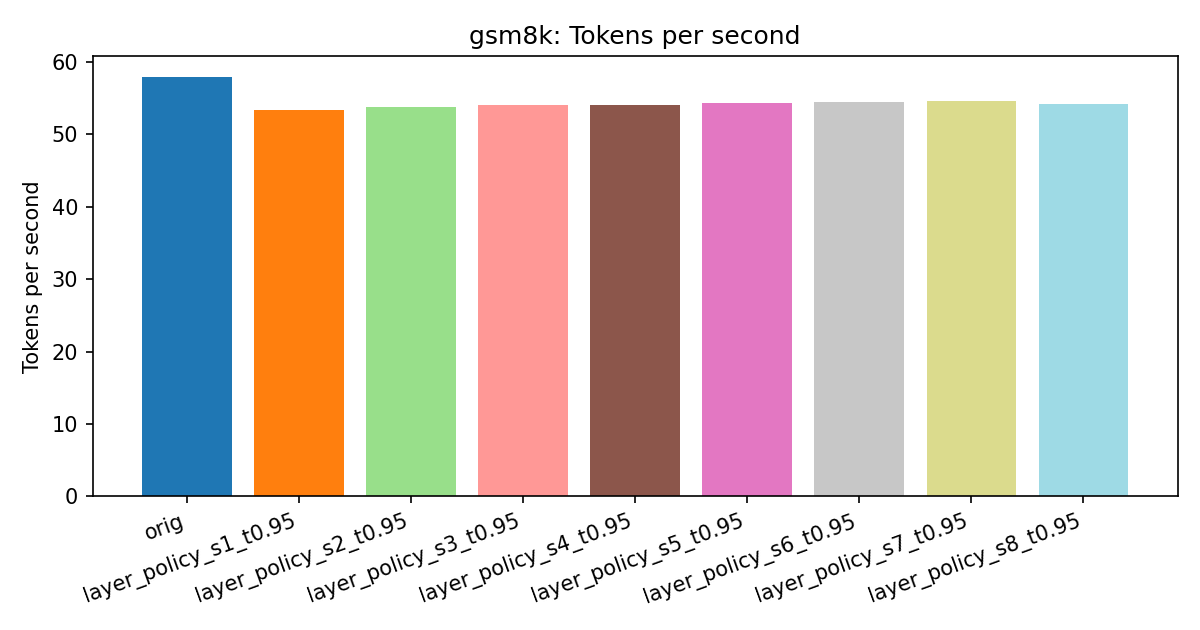 gsm8k: Tokens per second
Tokens per second
60
50
40
30
20
10
0
orig
layer_policy_s1_t0.95
layer_policy_s2_t0.95
layer_policy_s3_t0.95
layer_policy_s4_t0.95
layer_policy_s5_t0.95
layer_policy_s6_t0.95
layer_policy_s7_t0.95
layer_policy_s8_t0.95